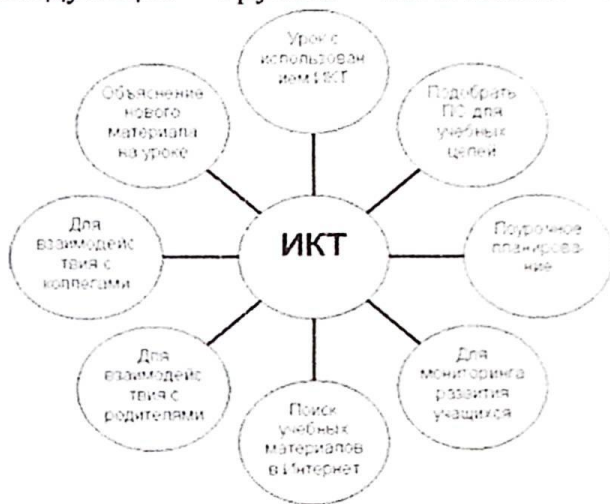 Урок с
использован
ием ИКТ
Подобрать
ПС для
учебных
целей
Поурочное
планирова-
ние
Для
мониторинга
развития
учащихся
Поиск
учебных
материалов
в Интернет
Для
взаимодейс
твия с
родителями
Для
взаимодейс
твия с
коллегами
Объяснение
нового
материала
на уроке
ИКТ